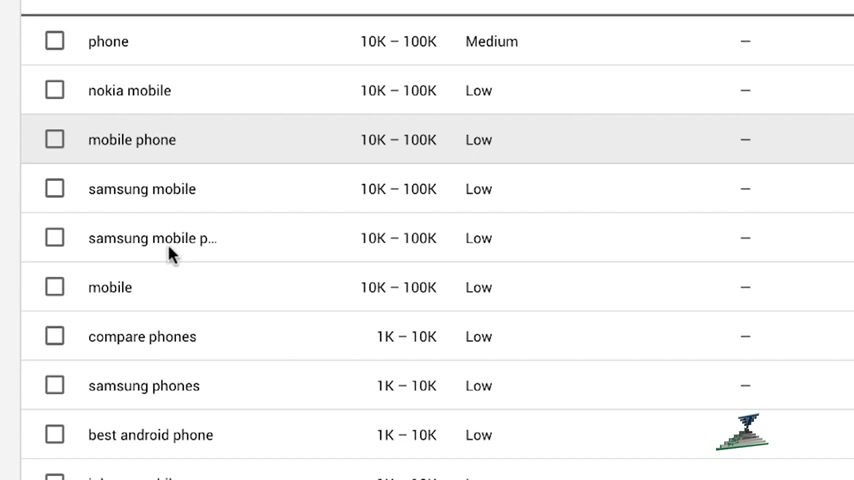 phone 10K – 100K Medium –
nokia mobile 10K – 100K Low –
mobile phone 10K – 100K Low –
samsung mobile 10K – 100K Low –
samsung mobile p... 10K – 100K Low –
mobile 10K – 100K Low –
compare phones 1K – 10K Low –
samsung phones 1K – 10K Low –
best android phone 1K – 10K Low